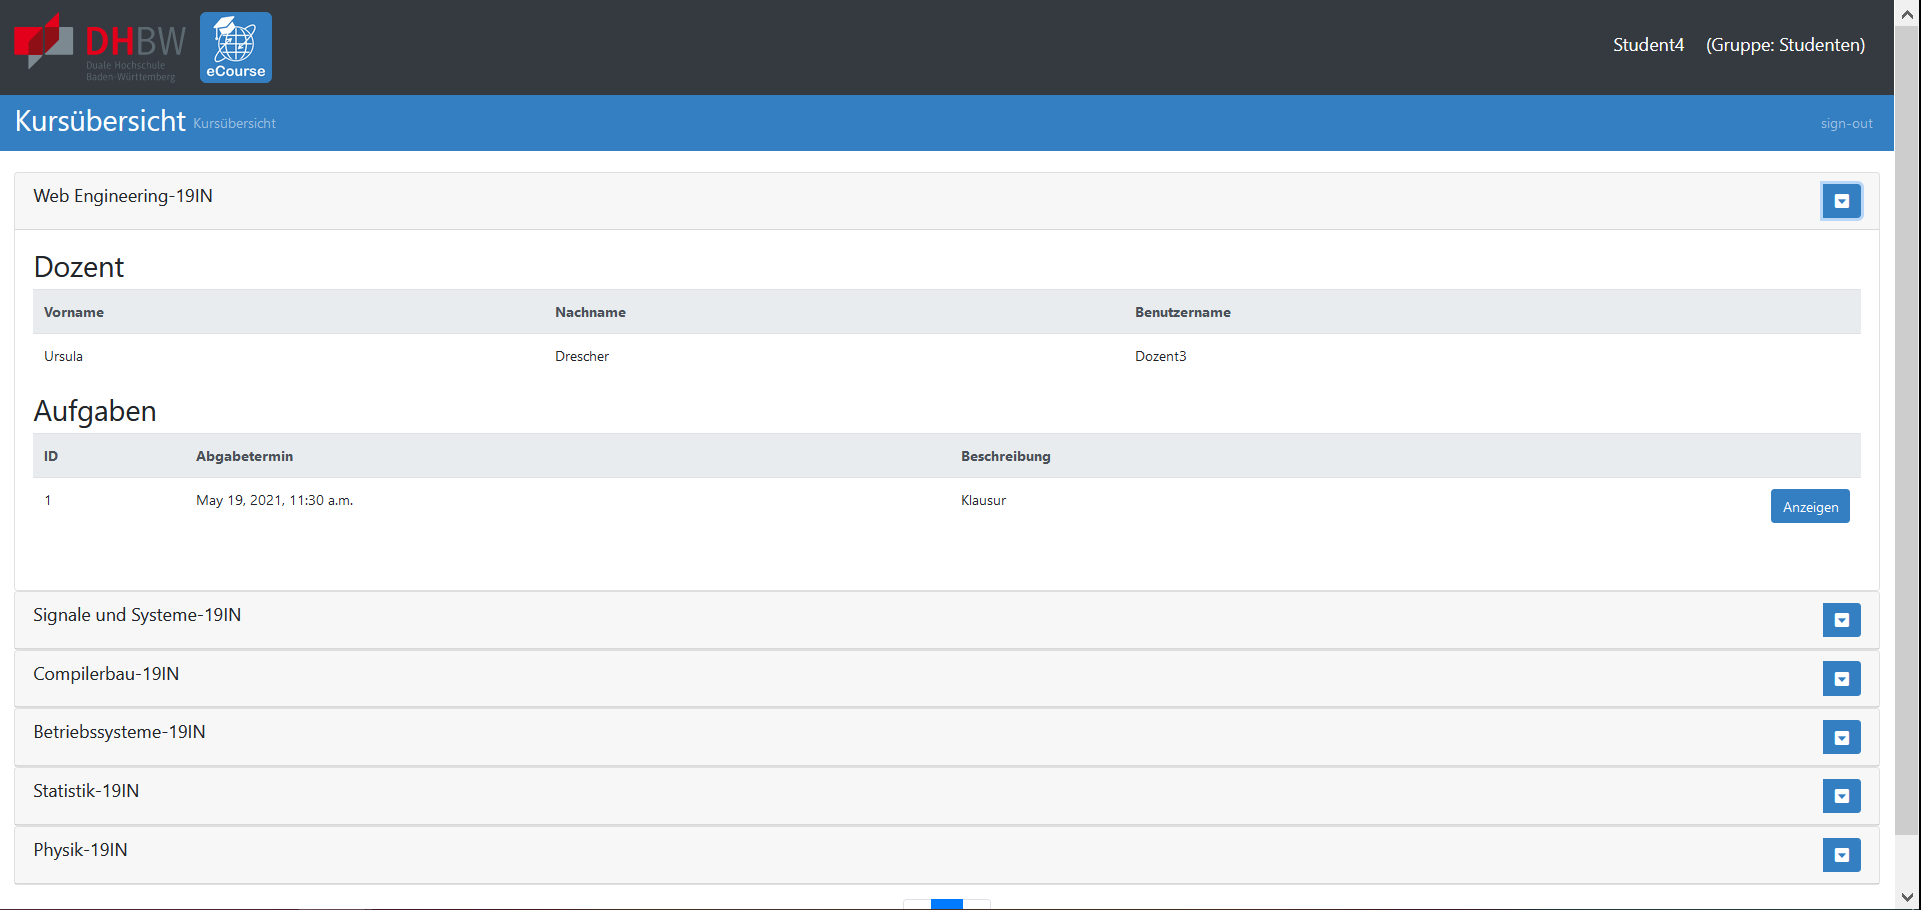 DHBW
Duale Hochschule
Baden-Württemberg
eCourse
Student4 (Gruppe: Studenten)
Kursübersicht Kursübersicht sign-out
Web Engineering-19IN
Dozent
Vorname Nachname Benutzername
Ursula Drescher Dozent3
Aufgaben
ID Abgabetermin Beschreibung
1 May 19, 2021, 11:30 a.m. Klausur Anzeigen
Signale und Systeme-19IN
Compilerbau-19IN
Betriebssysteme-19IN
Statistik-19IN
Physik-19IN